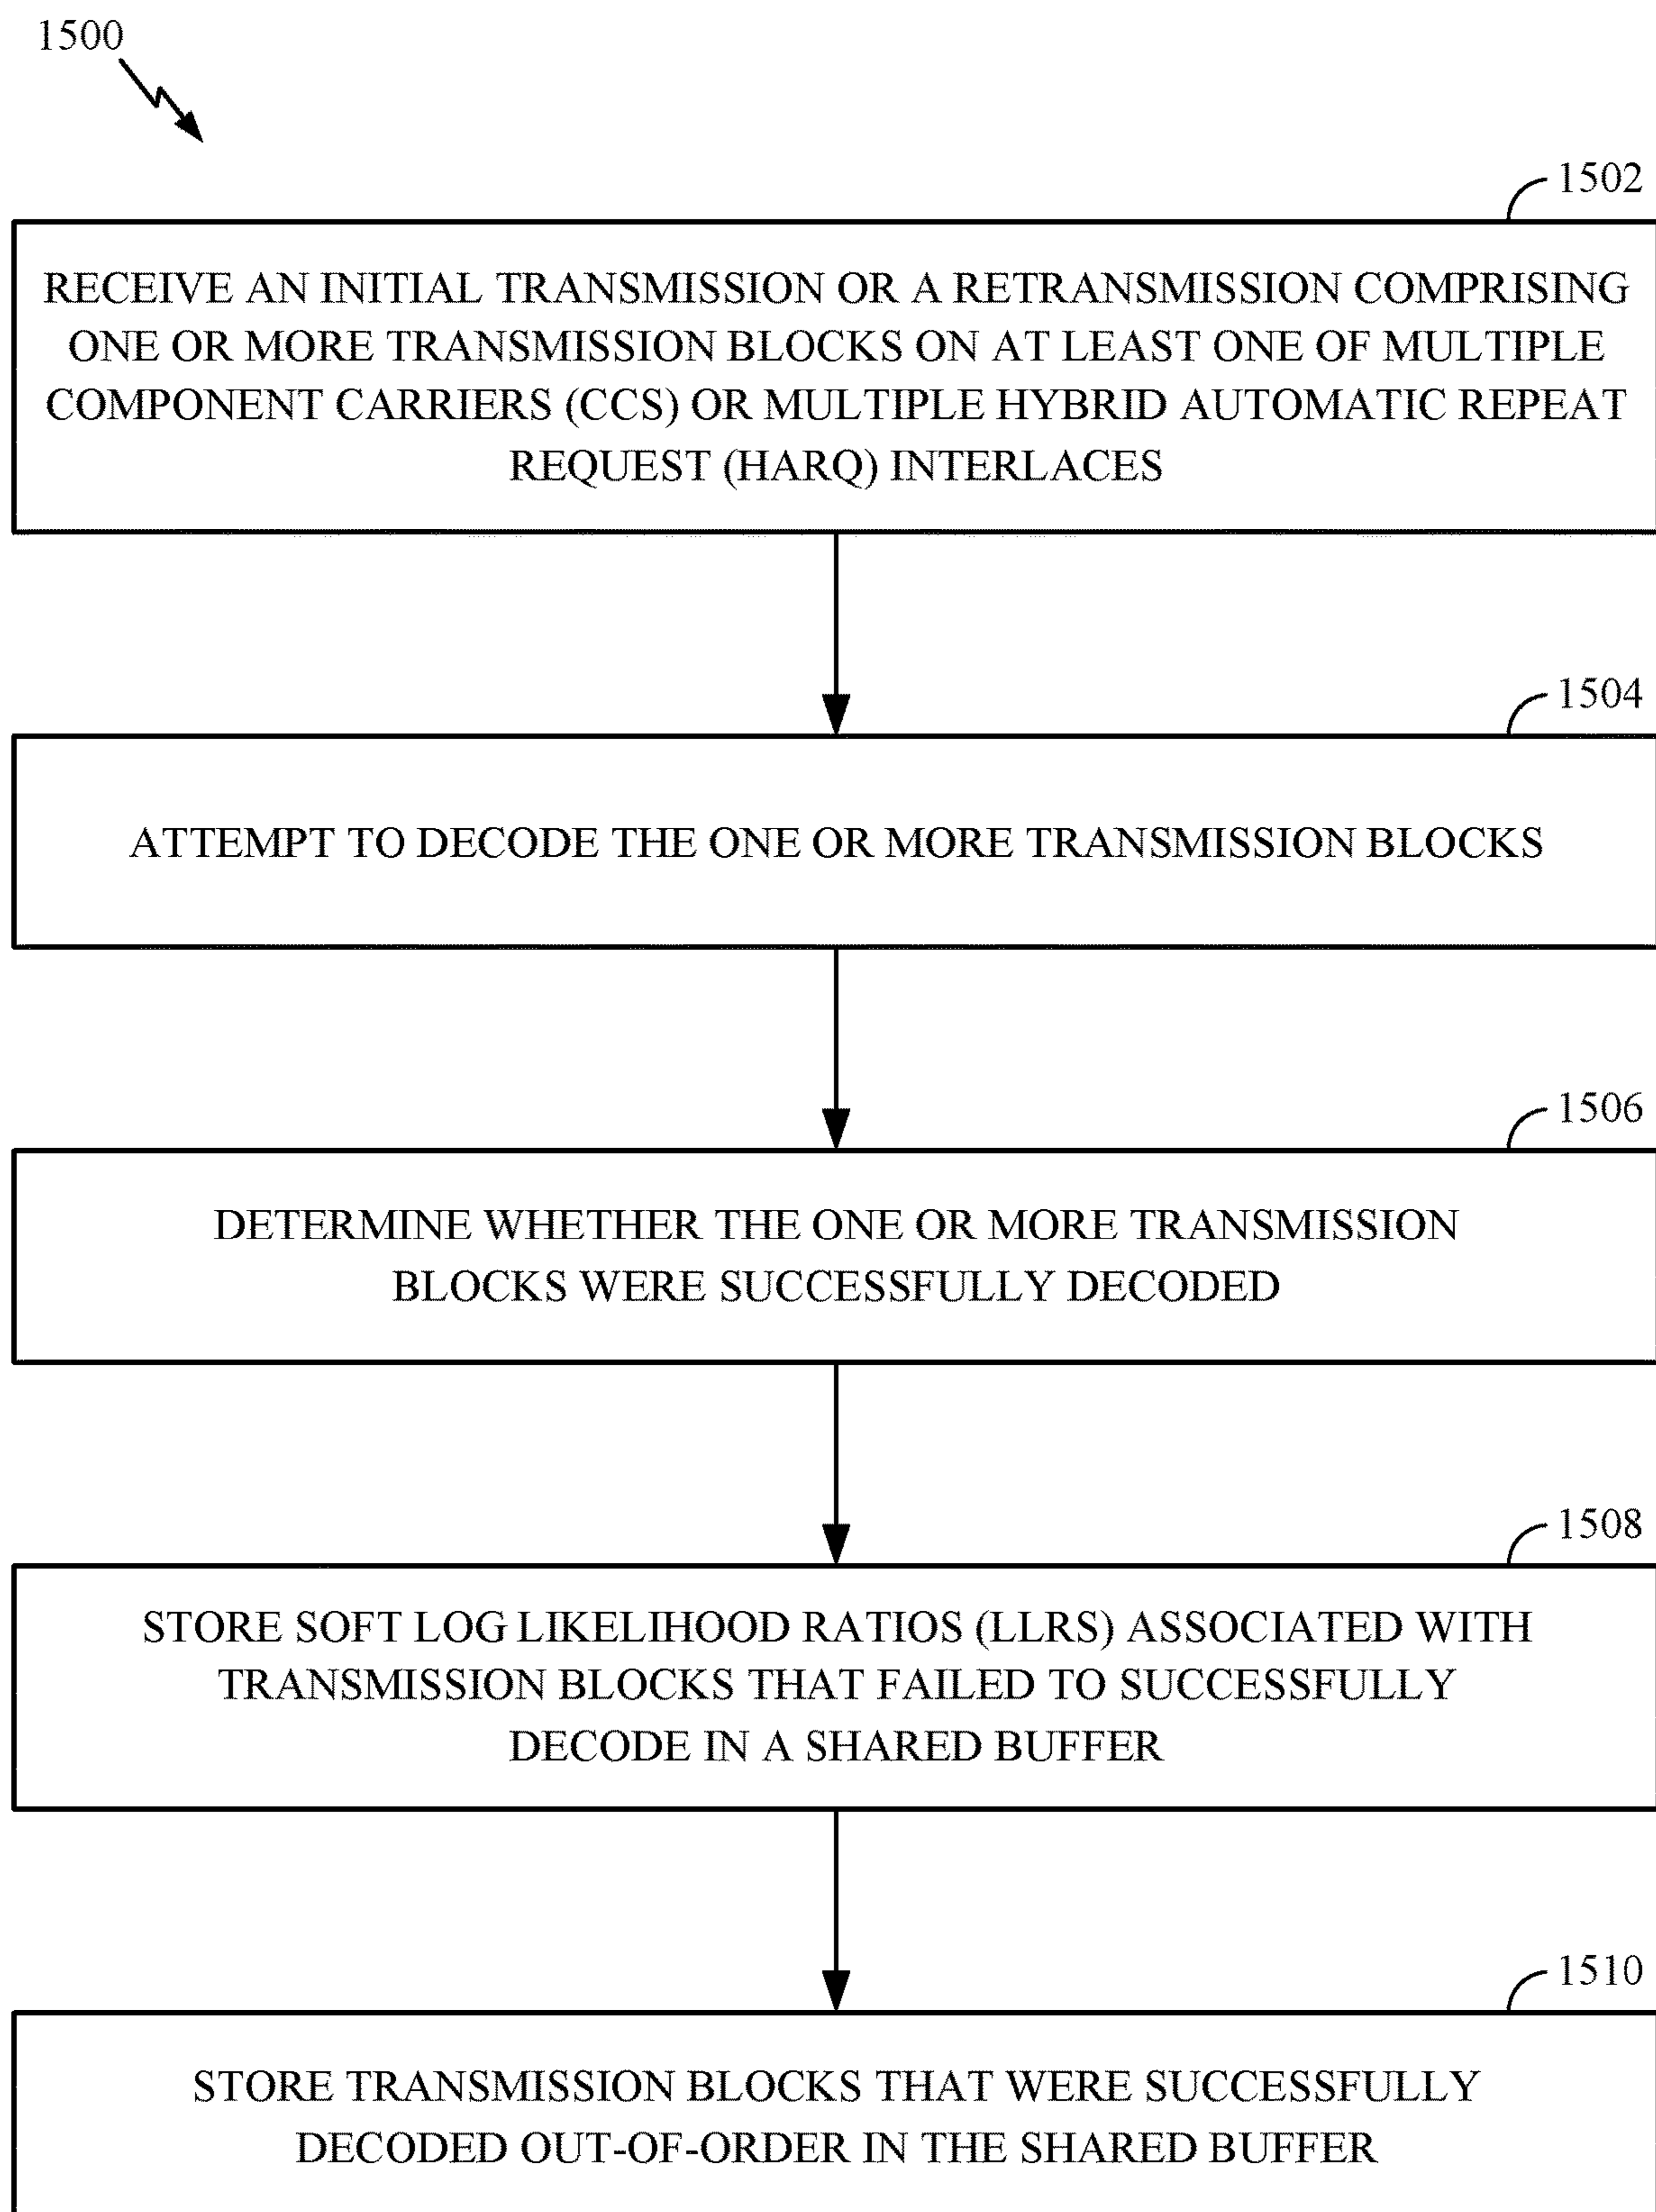 1500
1502
RECEIVE AN INITIAL TRANSMISSION OR A RETRANSMISSION COMPRISING
ONE OR MORE TRANSMISSION BLOCKS ON AT LEAST ONE OF MULTIPLE
COMPONENT CARRIERS (CCS) OR MULTIPLE HYBRID AUTOMATIC REPEAT
REQUEST (HARQ) INTERLACES
1504
ATTEMPT TO DECODE THE ONE OR MORE TRANSMISSION BLOCKS
1506
DETERMINE WHETHER THE ONE OR MORE TRANSMISSION
BLOCKS WERE SUCCESSFULLY DECODED
1508
STORE SOFT LOG LIKELIHOOD RATIOS (LLRS) ASSOCIATED WITH
TRANSMISSION BLOCKS THAT FAILED TO SUCCESSFULLY
DECODE IN A SHARED BUFFER
1510
STORE TRANSMISSION BLOCKS THAT WERE SUCCESSFULLY
DECODED OUT-OF-ORDER IN THE SHARED BUFFER